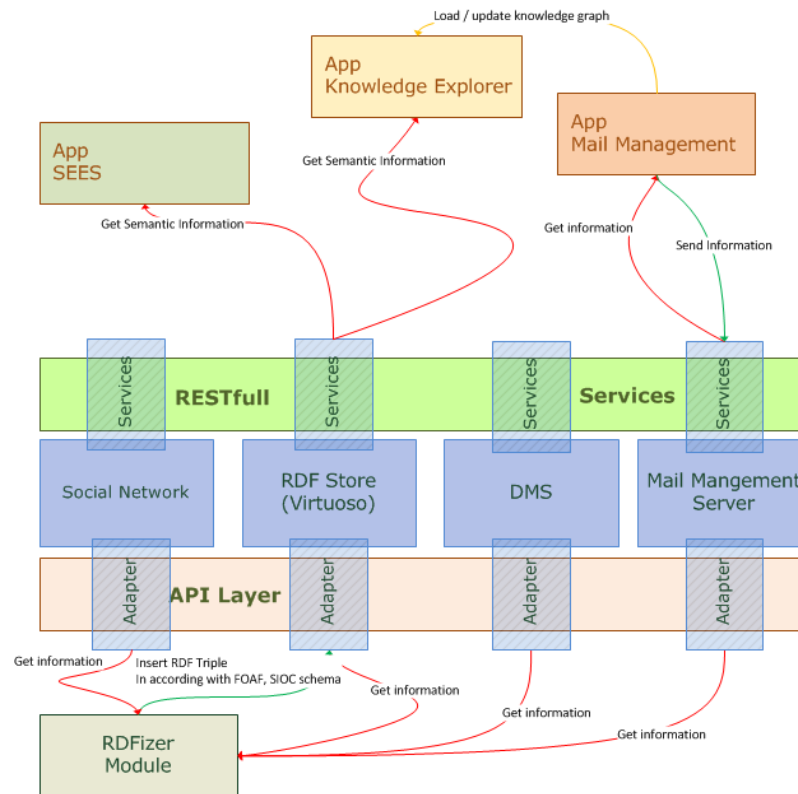 Load / update knowledge graph
App
Knowledge Explorer
App
Mail Management
App
SEES
Get Semantic Information
Get Semantic Information
Get information
Send Information
Services
Services
Services
Services
RESTfull
Services
Social Network
RDF Store
(Virtuoso)
DMS
Mail Mangement
Server
Adapter
Adapter
Adapter
Adapter
API Layer
Get information
Insert RDF Triple
In according with FOAF, SIOC schema
Get information
Get information
Get information
RDFizer
Module